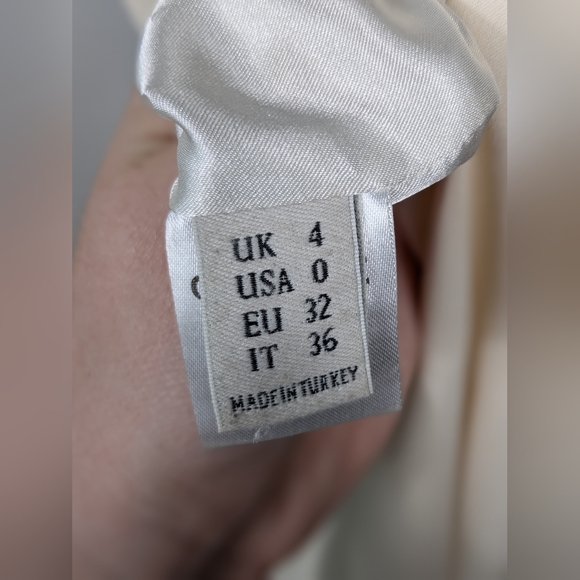 UK 4
USA 0
EU 32
IT 36
MADE IN TURKEY